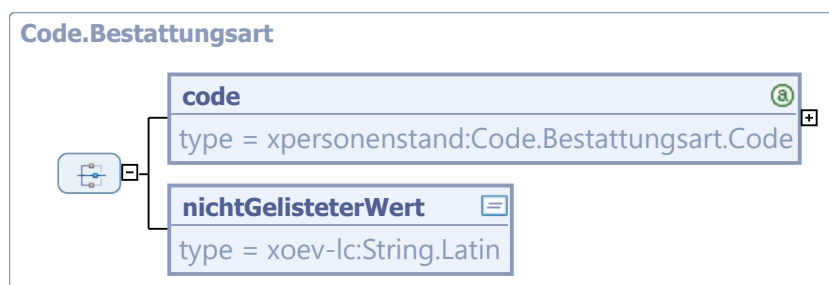 Code.Bestattungsart
code
type = xpersonenstand:Code.Bestattungsart.Code
nichtGelisteterWert
type = xoev-lc:String.Latin